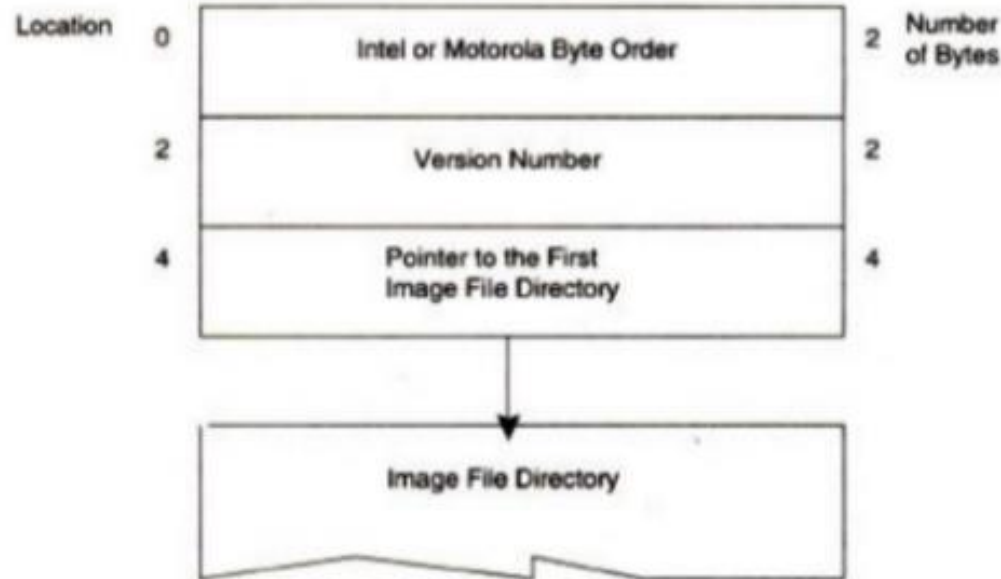 Location
0
Intel or Motorola Byte Order
2
Number
of Bytes
2
Version Number
2
4
Pointer to the First
Image File Directory
4
Image File Directory